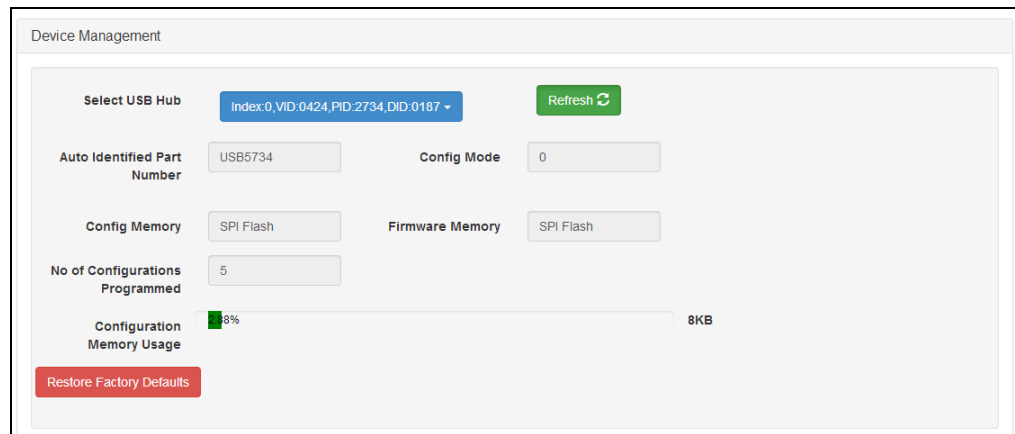 Device Management
Select USB Hub
Index:0,VID:0424,PID:2734,DID:0187
Refresh
Auto Identified Part
Number
USB5734
Config Mode
0
Config Memory
SPI Flash
Firmware Memory
SPI Flash
No of Configurations
Programmed
5
Configuration
Memory Usage
2.88%
8KB
Restore Factory Defaults